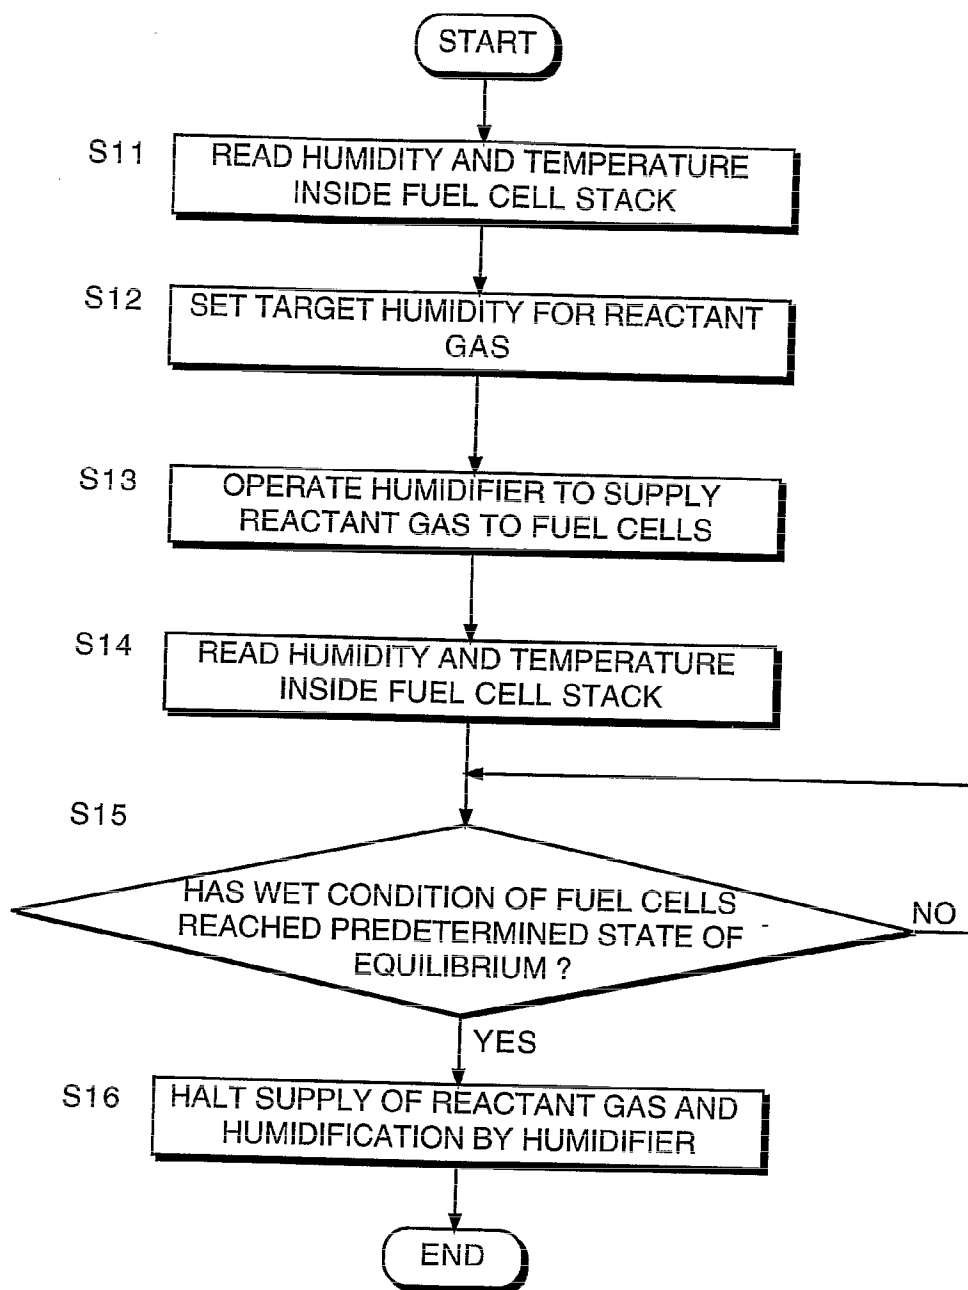 START
S11
READ HUMIDITY AND TEMPERATURE
INSIDE FUEL CELL STACK
S12
SET TARGET HUMIDITY FOR REACTANT
GAS
S13
OPERATE HUMIDIFIER TO SUPPLY
REACTANT GAS TO FUEL CELLS
S14
READ HUMIDITY AND TEMPERATURE
INSIDE FUEL CELL STACK
S15
HAS WET CONDITION OF FUEL CELLS
REACHED PREDETERMINED STATE OF
EQUILIBRIUM ?
NO
YES
S16
HALT SUPPLY OF REACTANT GAS AND
HUMIDIFICATION BY HUMIDIFIER
END